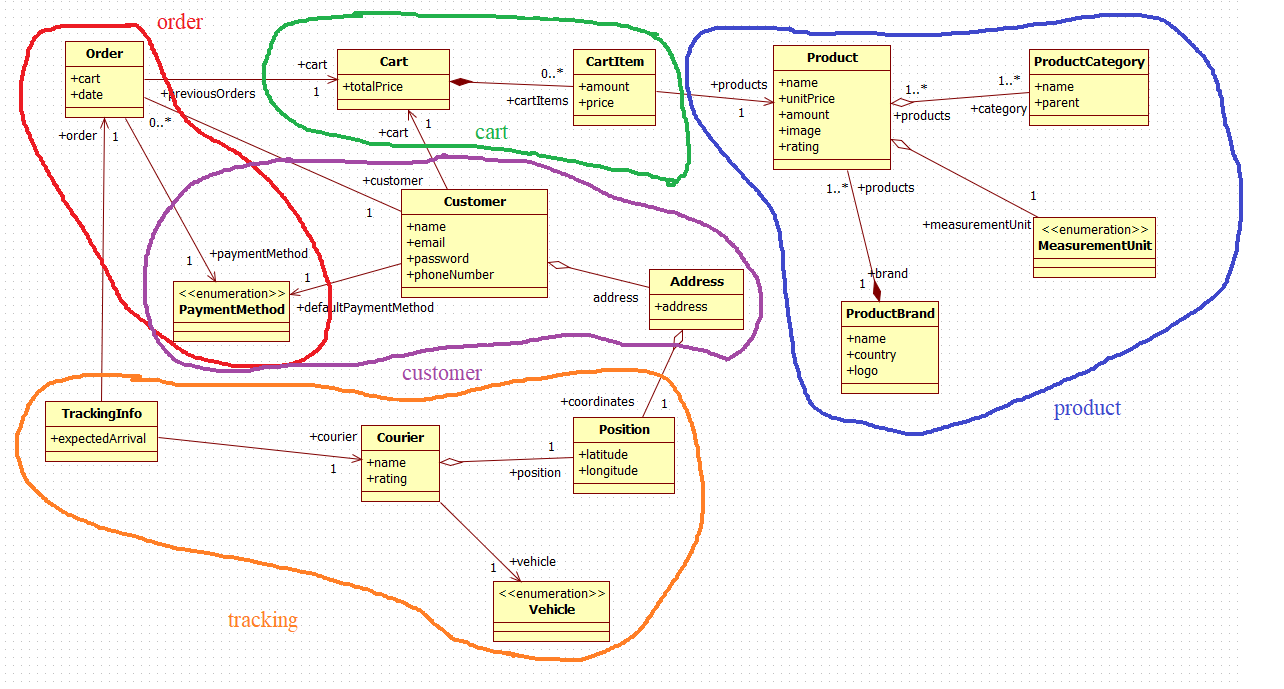 order
Order
+cart
+date
+cart
1
Cart
+totalPrice
0..*
+cartItems
CartItem
+amount
+price
+products
1
Product
+name
+unitPrice
+amount
+image
+rating
1..*
+products
1..*
+category
ProductCategory
+name
+parent
+previousOrders
0..*
+order
1
+cart
1
cart
+customer
1
Customer
+name
+email
+password
+phoneNumber
1..*
+products
1
+measurementUnit
<<enumeration>>
MeasurementUnit
+paymentMethod
1
<<enumeration>>
PaymentMethod
1
+defaultPaymentMethod
address
Address
+address
+brand
1
ProductBrand
+name
+country
+logo
customer
product
+coordinates
1
TrackingInfo
+expectedArrival
+courier
1
Courier
+name
+rating
1
+position
Position
+latitude
+longitude
+vehicle
1
<<enumeration>>
Vehicle
tracking